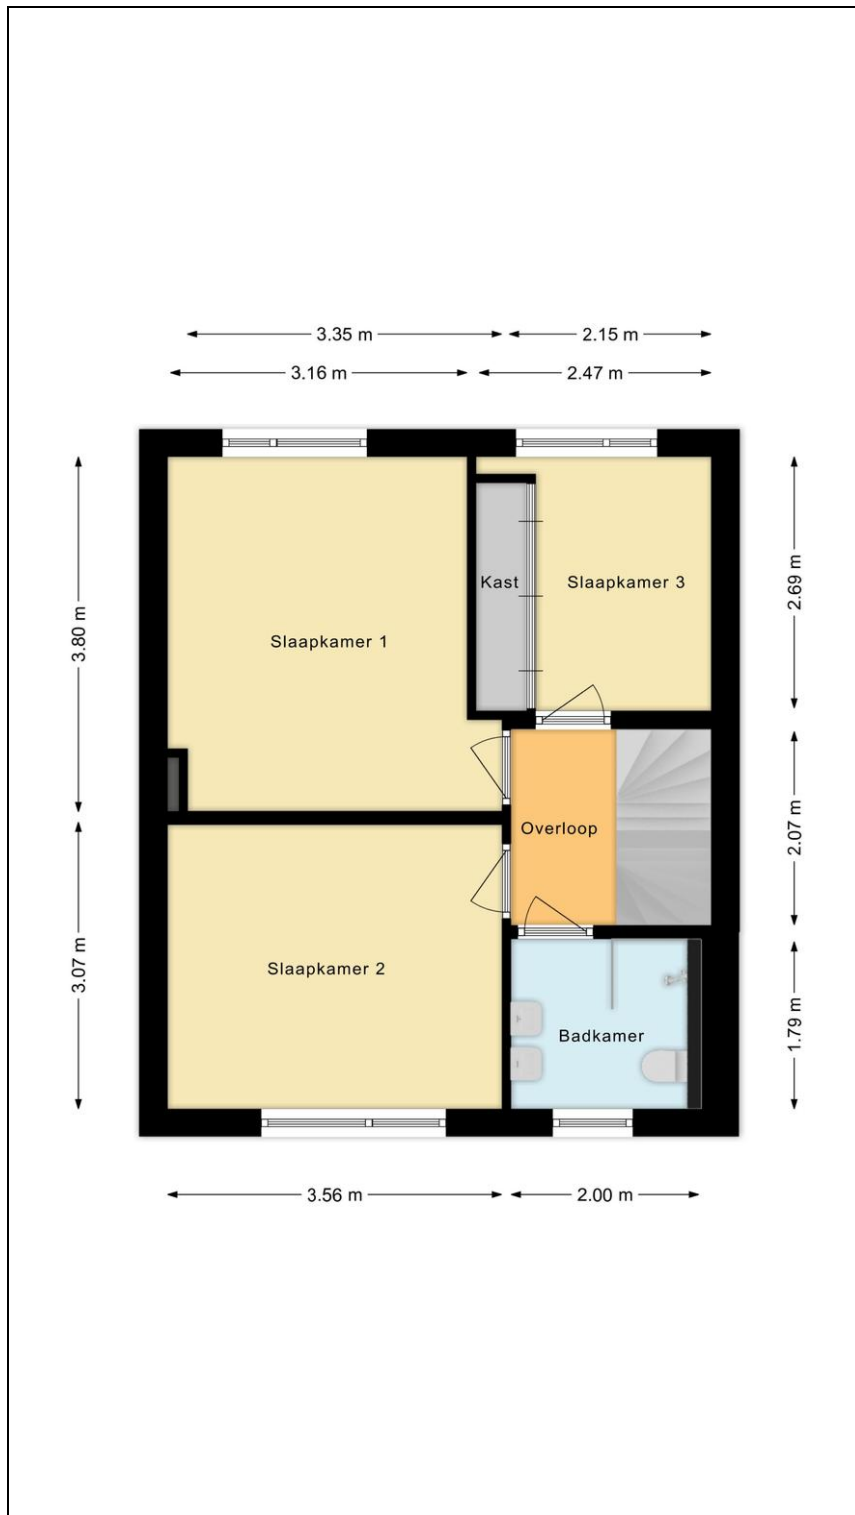 3.35 m
2.15 m
3.16 m
2.47 m
Kast
Slaapkamer 3
2.69 m
Slaapkamer 1
3.80 m
Overloop
2.07 m
Slaapkamer 2
3.07 m
Badkamer
1.79 m
3.56 m
2.00 m